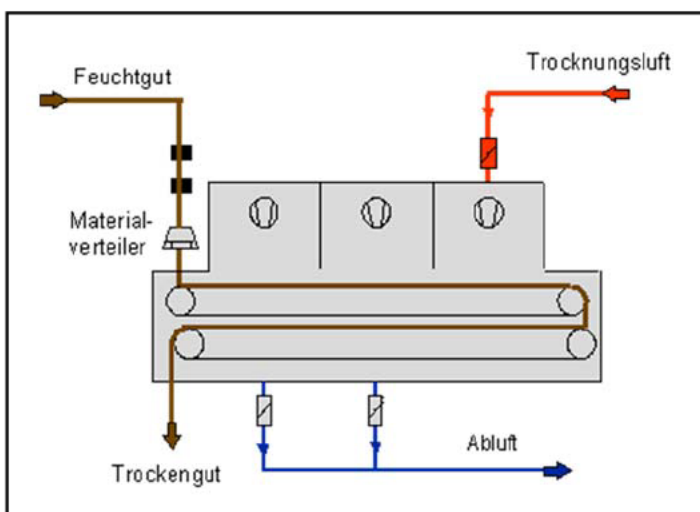 Feuchtgut
Trocknungsluft
Material-
verteiler
Abluft
Trockengut